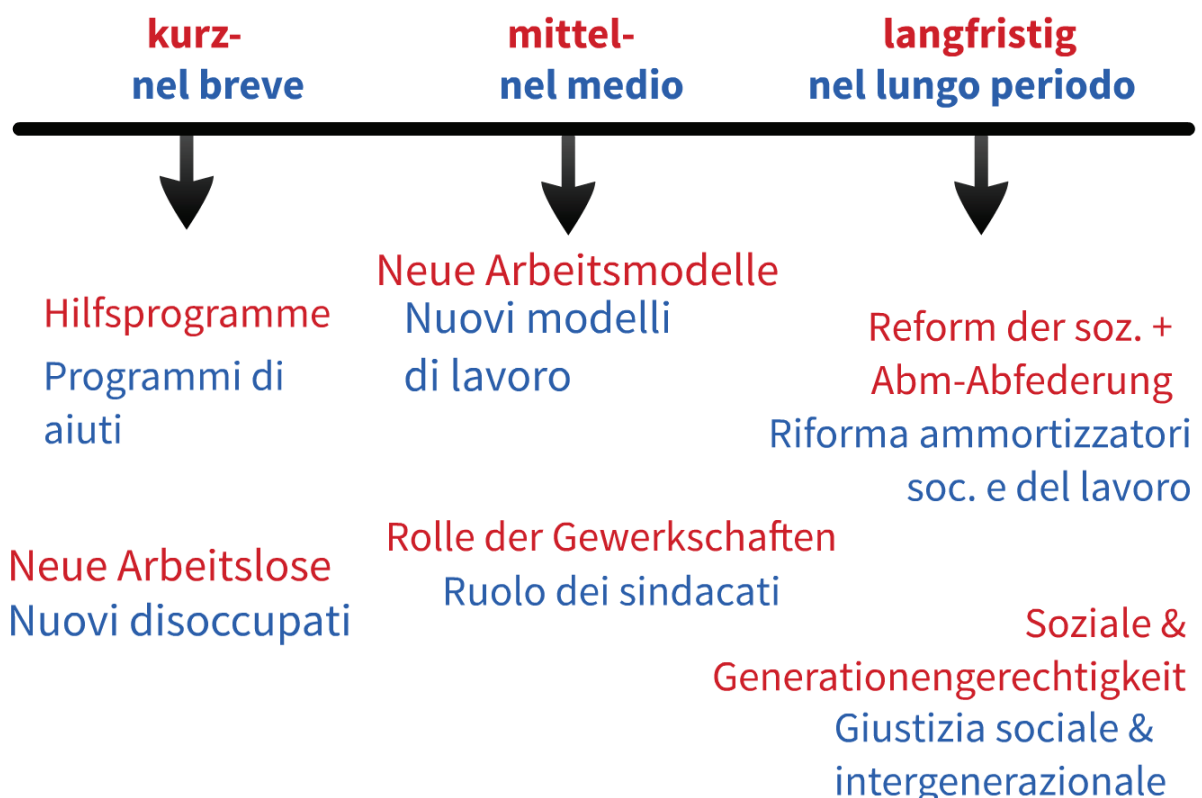 kurz-
nel breve
mittel-
nel medio
langfristig
nel lungo periodo
Hilfsprogramme
Programmi di
aiuti
Neue Arbeitslose
Nuovi disoccupati
Neue Arbeitsmodelle
Nuovi modelli
di lavoro
Rolle der Gewerkschaften
Ruolo dei sindacati
Reform der soz. +
Abm-Abfederung
Riforma ammortizzatori
soc. e del lavoro
Soziale &
Generationengerechtigkeit
Giustizia sociale &
intergenerazionale